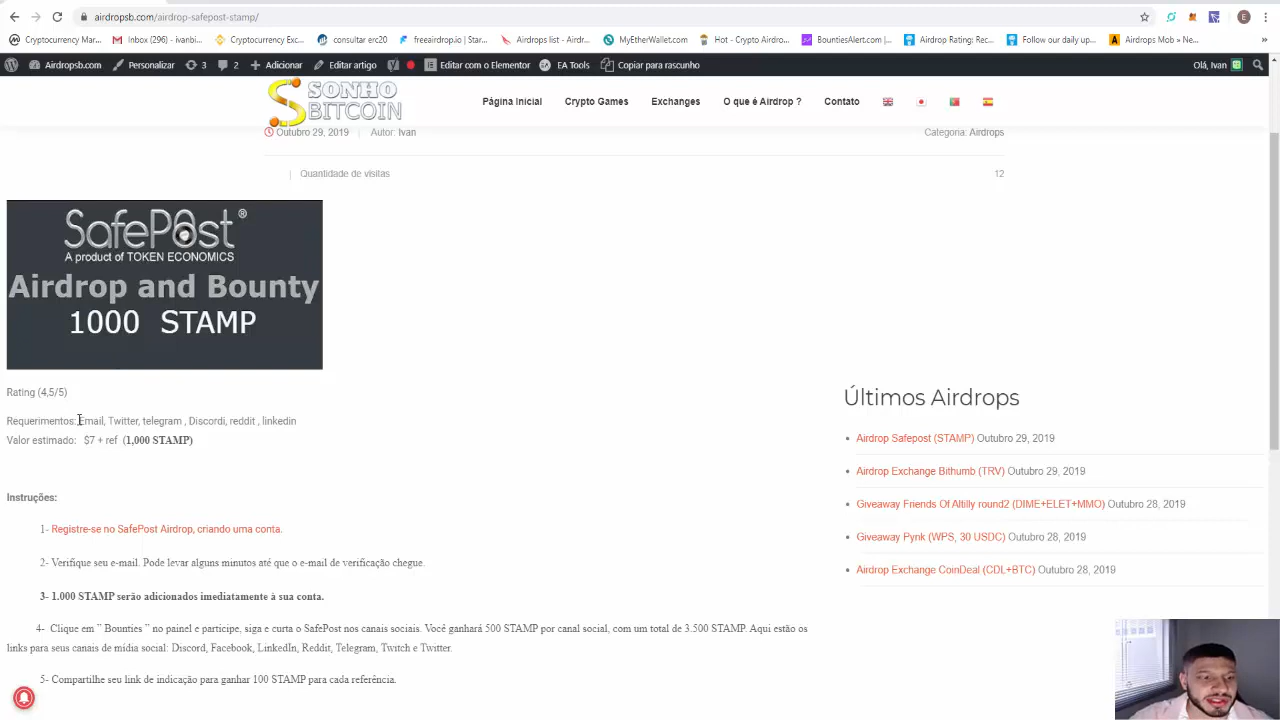 airdropsb.com/airdrop-safepost-stamp/
Cryptocurrency Mar...
Inbox (296) - ivanbi...
Cryptocurrency Exc...
consultar erc20
freeairdrop.io | Star...
Airdrops list - Airdr...
MyEtherWallet.com
Hot - Crypto Airdro...
BountiesAlert.com |...
Airdrop Rating: Rec...
Follow our daily up...
Airdrops Mob » Ne...
Airdropsb.com
Personalizar
3
2
Adicionar
Editar artigo
Editar com o Elementor
EA Tools
Copiar para rascunho
Olá, Ivan
SONHO
BITCOIN
Página Inicial
Crypto Games
Exchanges
O que é Airdrop ?
Contato
Outubro 29, 2019
Autor: Ivan
Categoria: Airdrops
Quantidade de visitas
12
SafePost®
A product of TOKEN ECONOMICS
Airdrop and Bounty
1000 STAMP
Rating (4,5/5)
Requerimentos: Email, Twitter, telegram , Discordi, reddit , linkedin
Valor estimado: $7 + ref (1,000 STAMP)
Instruções:
1- Registre-se no SafePost Airdrop, criando uma conta.
2- Verifique seu e-mail. Pode levar alguns minutos até que o e-mail de verificação chegue.
3- 1.000 STAMP serão adicionados imediatamente à sua conta.
4- Clique em " Bounties " no painel e participe, siga e curta o SafePost nos canais sociais. Você ganhará 500 STAMP por canal social, com um total de 3.500 STAMP. Aqui estão os
links para seus canais de mídia social: Discord, Facebook, LinkedIn, Reddit, Telegram, Twitch e Twitter.
5- Compartilhe seu link de indicação para ganhar 100 STAMP para cada referência.
Últimos Airdrops
Airdrop Safepost (STAMP) Outubro 29, 2019
Airdrop Exchange Bithumb (TRV) Outubro 29, 2019
Giveaway Friends Of Altilly round2 (DIME+ELET+MMO) Outubro 28, 2019
Giveaway Pynk (WPS, 30 USDC) Outubro 28, 2019
Airdrop Exchange CoinDeal (CDL+BTC) Outubro 28, 2019